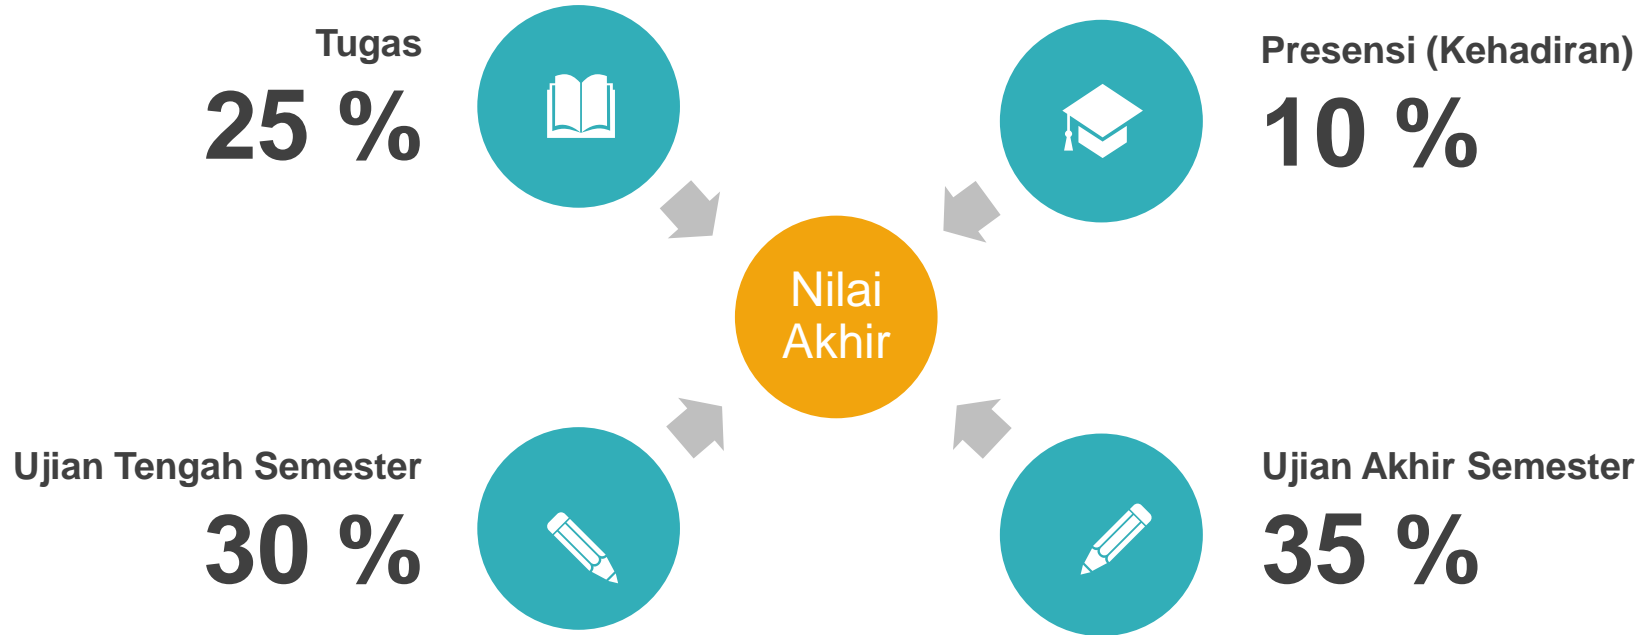 Tugas
25 %
Presensi (Kehadiran)
10 %
Nilai
Akhir
Ujian Tengah Semester
30 %
Ujian Akhir Semester
35 %